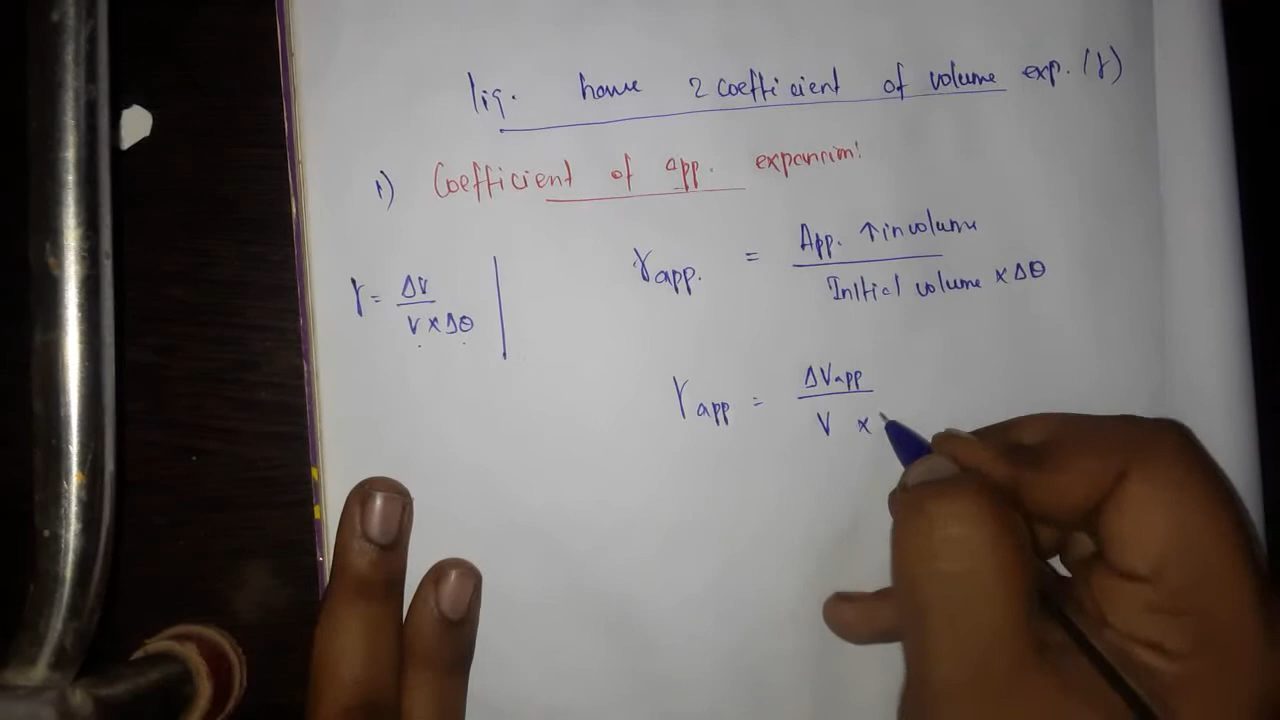 liq. have 2 coefficient of volume exp. (γ)
1) Coefficient of app. expansion:
γapp. = App. ↑ in volume
Initial volume × Δθ
γ = ΔV
V × Δθ
γapp = ΔVapp
V ×